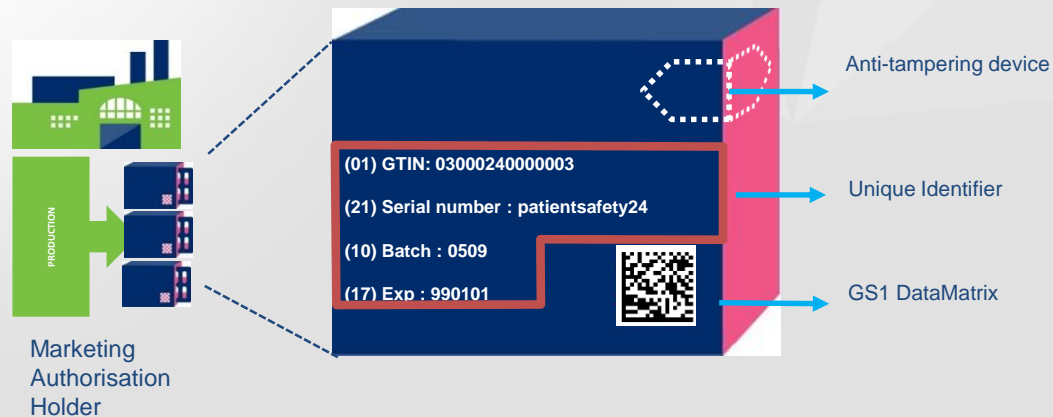 PRODUCTION
Marketing
Authorisation
Holder
(01) GTIN: 03000240000003
(21) Serial number : patientsafety24
(10) Batch : 0509
(17) Exp : 990101
Anti-tampering device
Unique Identifier
GS1 DataMatrix